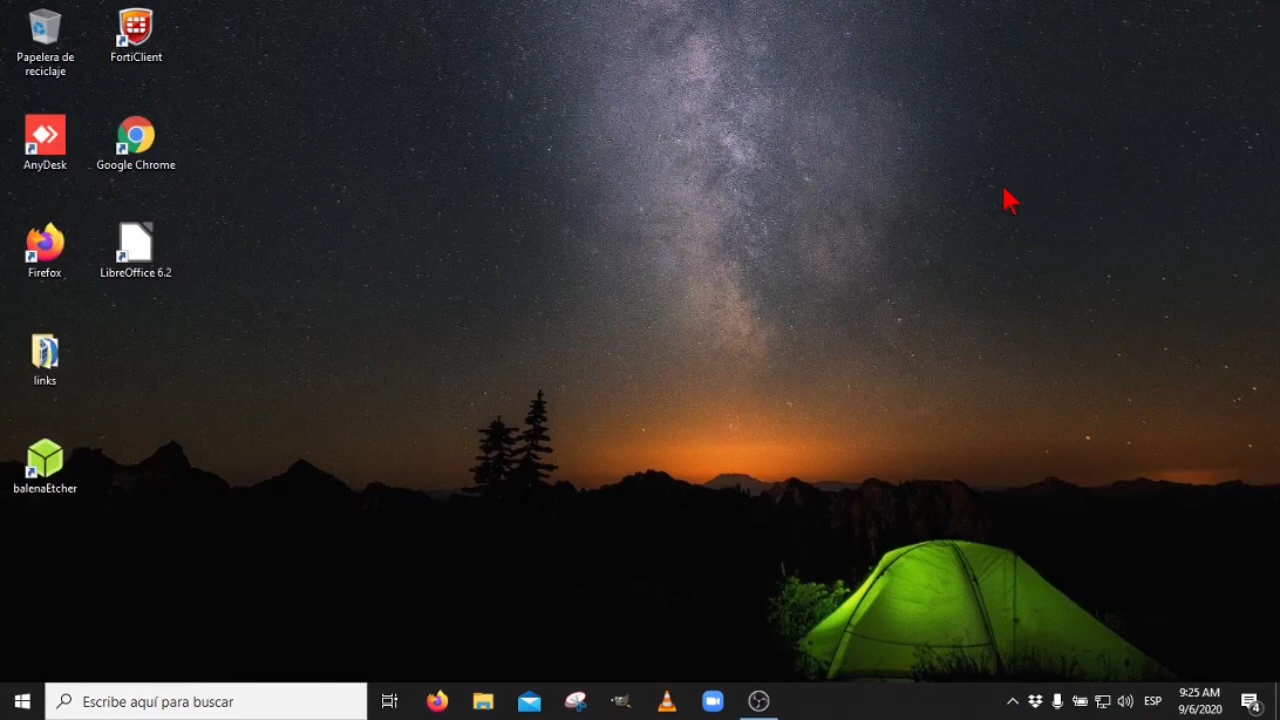 Papelera de
reciclaje
FortiClient
AnyDesk
Google Chrome
Firefox
LibreOffice 6.2
links
balenaEtcher
Escribe aquí para buscar
ESP
9:25 AM
9/6/2020
4